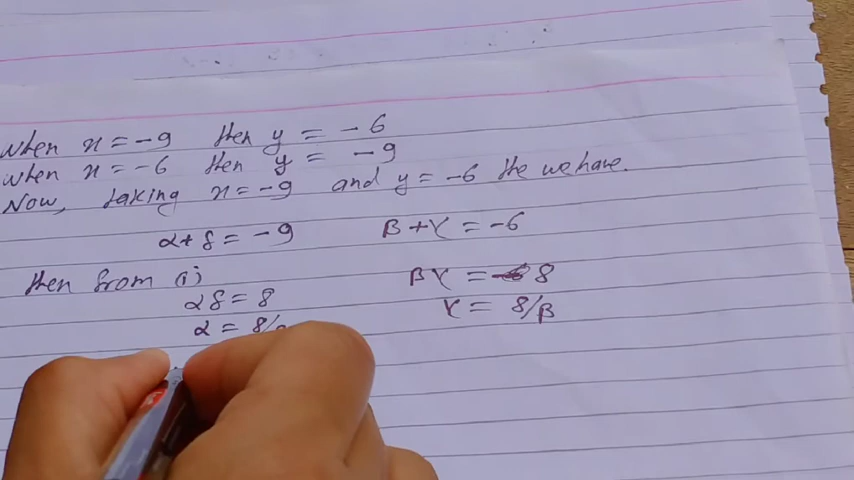 when x = -9 then y = -6
when x = -6 then y = -9
Now, taking x = -9 and y = -6 the we have.
α+δ = -9 β+γ = -6
then from (i) βγ = 8
αδ = 8 γ = 8/β
α = 8/